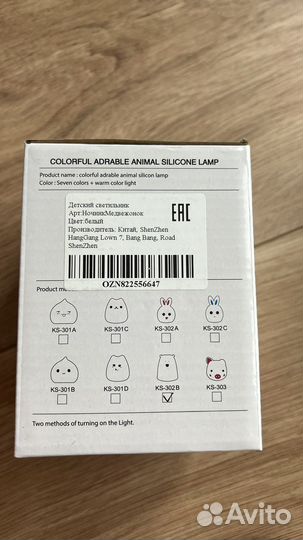 COLORFUL ADRABLE ANIMAL SILICONE LAMP
Product name : colorful adrable animal silicon lamp
Color : Seven colors + warm color light
Детский светильник
Арт:НочникМедвежонок
Цвет:белый
Производитель: Китай, ShenZhen
HangGang Lown 7, Bang Bang, Road
ShenZhen
EAC
OZN822556647
Product mo
KS-301A KS-301C KS-302A KS-302C
KS-301B KS-301D KS-302B KS-303
Two methods of turning on the Light.
Avito